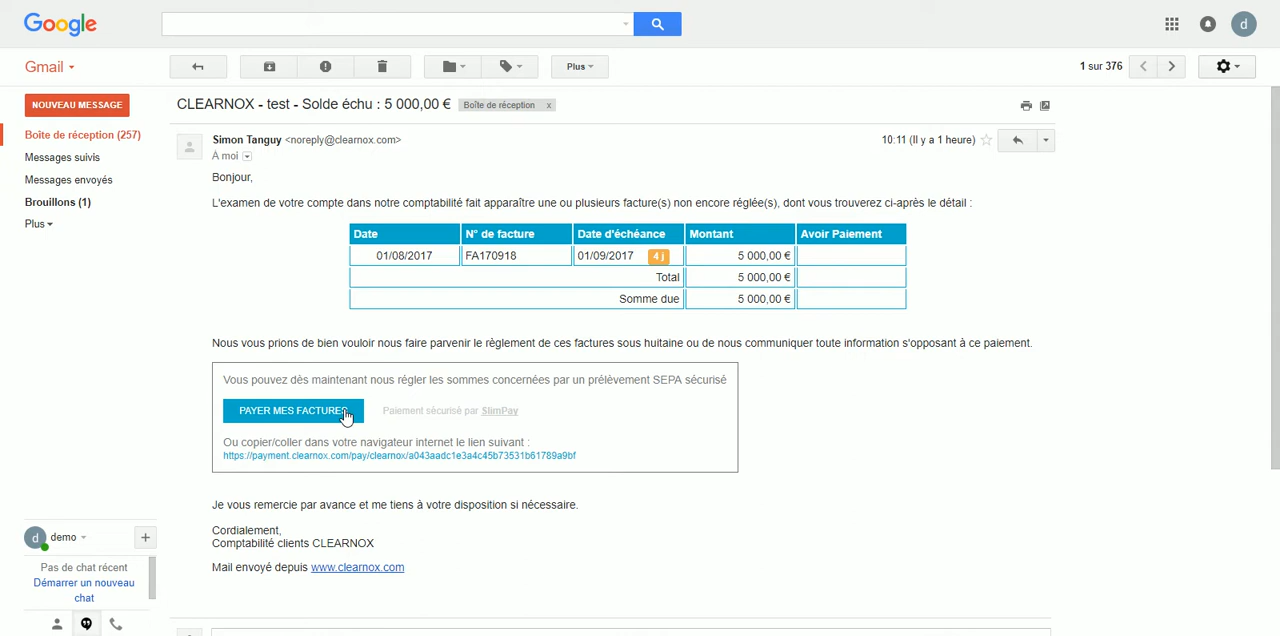 Google
d
Gmail
Plus
1 sur 376
NOUVEAU MESSAGE
CLEARNOX - test - Solde échu : 5 000,00 € Boîte de réception x
Boîte de réception (257)
Messages suivis
Messages envoyés
Brouillons (1)
Plus
Simon Tanguy <noreply@clearnox.com>
10:11 (Il y a 1 heure)
À moi
Bonjour,
L'examen de votre compte dans notre comptabilité fait apparaître une ou plusieurs facture(s) non encore réglée(s), dont vous trouverez ci-après le détail :
Date N° de facture Date d'échéance Montant Avoir Paiement
01/08/2017 FA170918 01/09/2017 4 j 5 000,00 €
Total 5 000,00 €
Somme due 5 000,00 €
Nous vous prions de bien vouloir nous faire parvenir le règlement de ces factures sous huitaine ou de nous communiquer toute information s'opposant à ce paiement.
Vous pouvez dès maintenant nous régler les sommes concernées par un prélèvement SEPA sécurisé
PAYER MES FACTURES Paiement sécurisé par SlimPay
Ou copier/coller dans votre navigateur internet le lien suivant :
https://payment.clearnox.com/pay/clearnox/a043aadc1e3a4c45b73531b61789a9bf
Je vous remercie par avance et me tiens à votre disposition si nécessaire.
Cordialement,
Comptabilité clients CLEARNOX
Mail envoyé depuis www.clearnox.com
d demo
Pas de chat récent
Démarrer un nouveau
chat